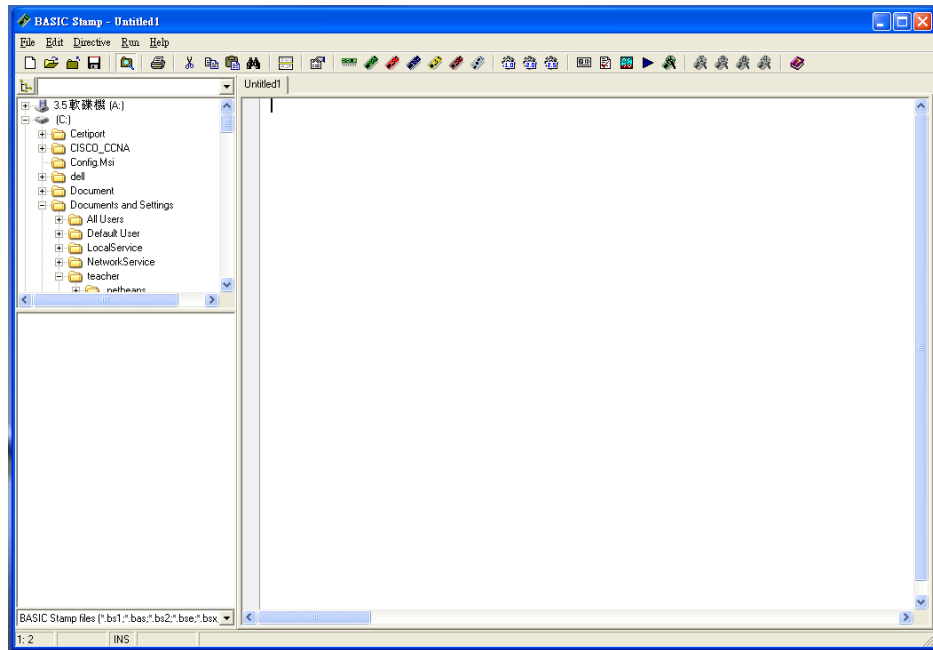 BASIC Stamp - Untitled1
File Edit Directive Run Help
Untitled1
3.5 軟碟機 (A:)
(C:)
Certiport
CISCO_CCNA
Config.Msi
dell
Document
Documents and Settings
All Users
Default User
LocalService
NetworkService
teacher
.netbeans
BASIC Stamp files (*.bs1;*.bas;*.bs2;*.bse;*.bsx
1: 2 INS